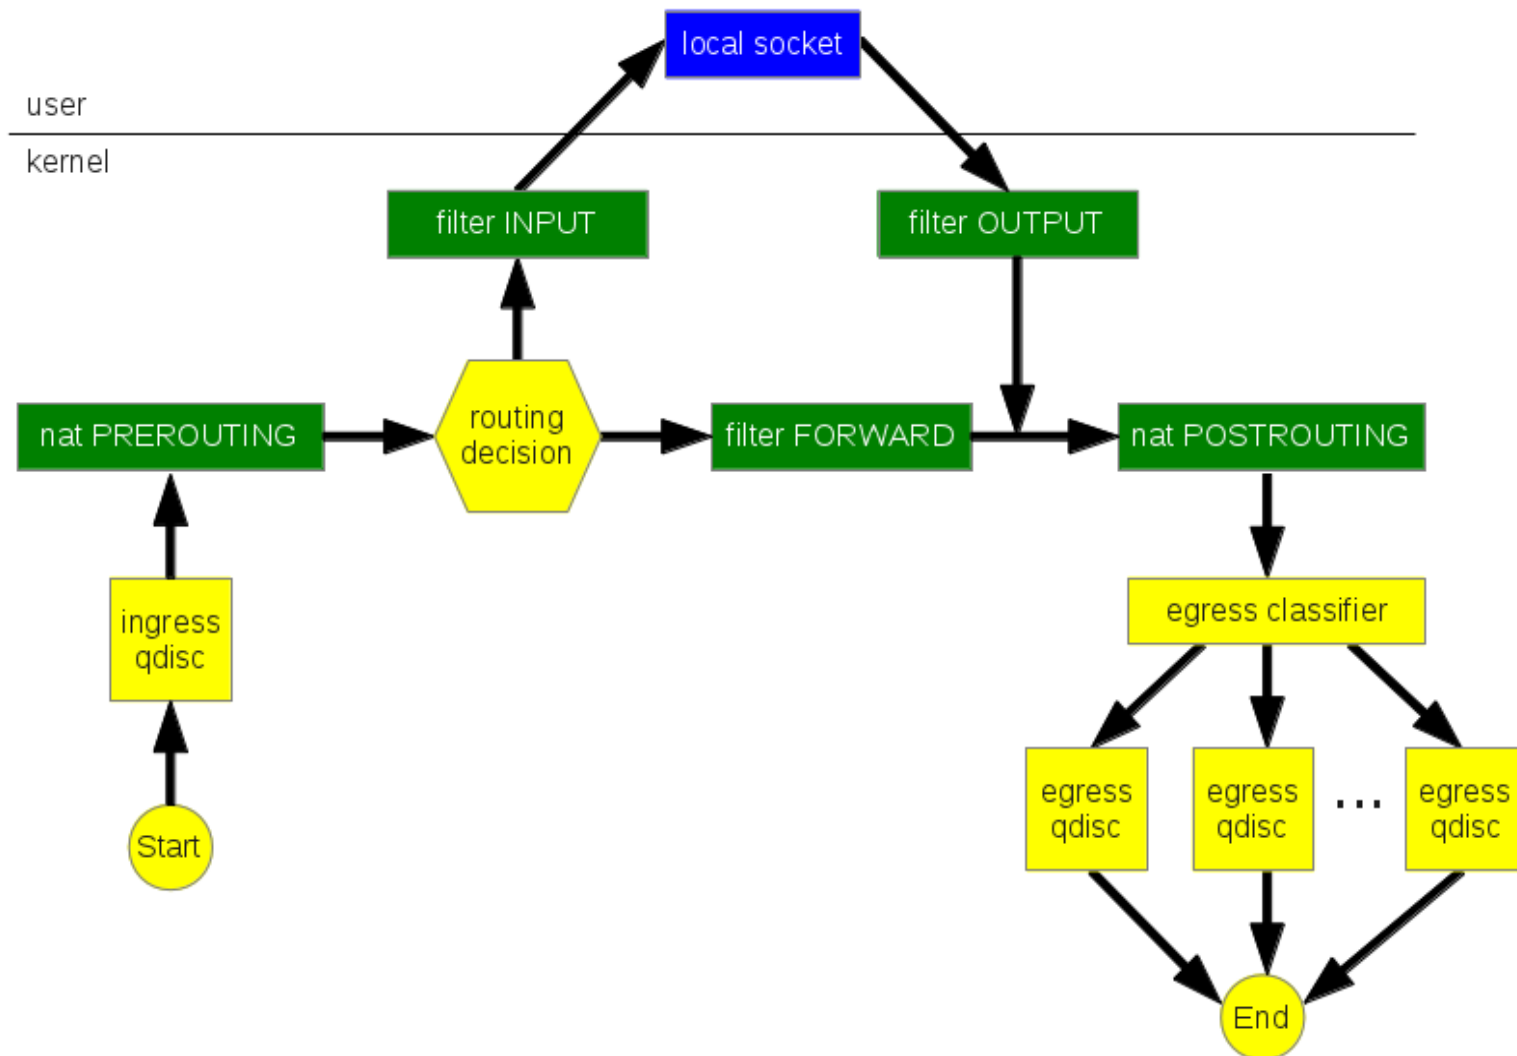 local socket
user
kernel
filter INPUT
filter OUTPUT
nat PREROUTING
routing
decision
filter FORWARD
nat POSTROUTING
ingress
qdisc
egress classifier
egress
qdisc
egress
qdisc
...
egress
qdisc
Start
End